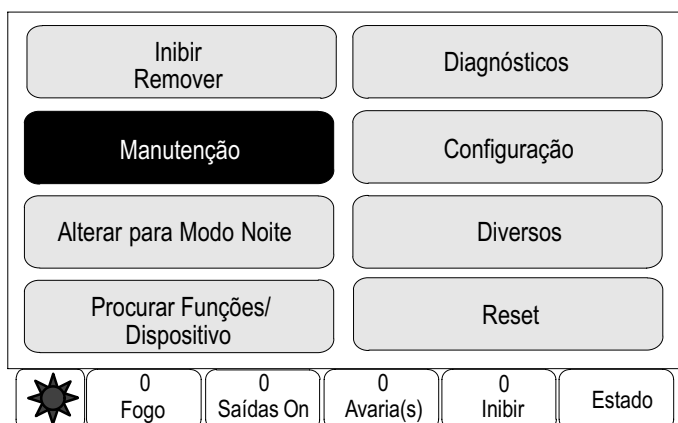 Inibir
Remover
Diagnósticos
Manutenção
Configuração
Alterar para Modo Noite
Diversos
Procurar Funções/
Dispositivo
Reset
0
Fogo
0
Saídas On
0
Avaria(s)
0
Inibir
Estado